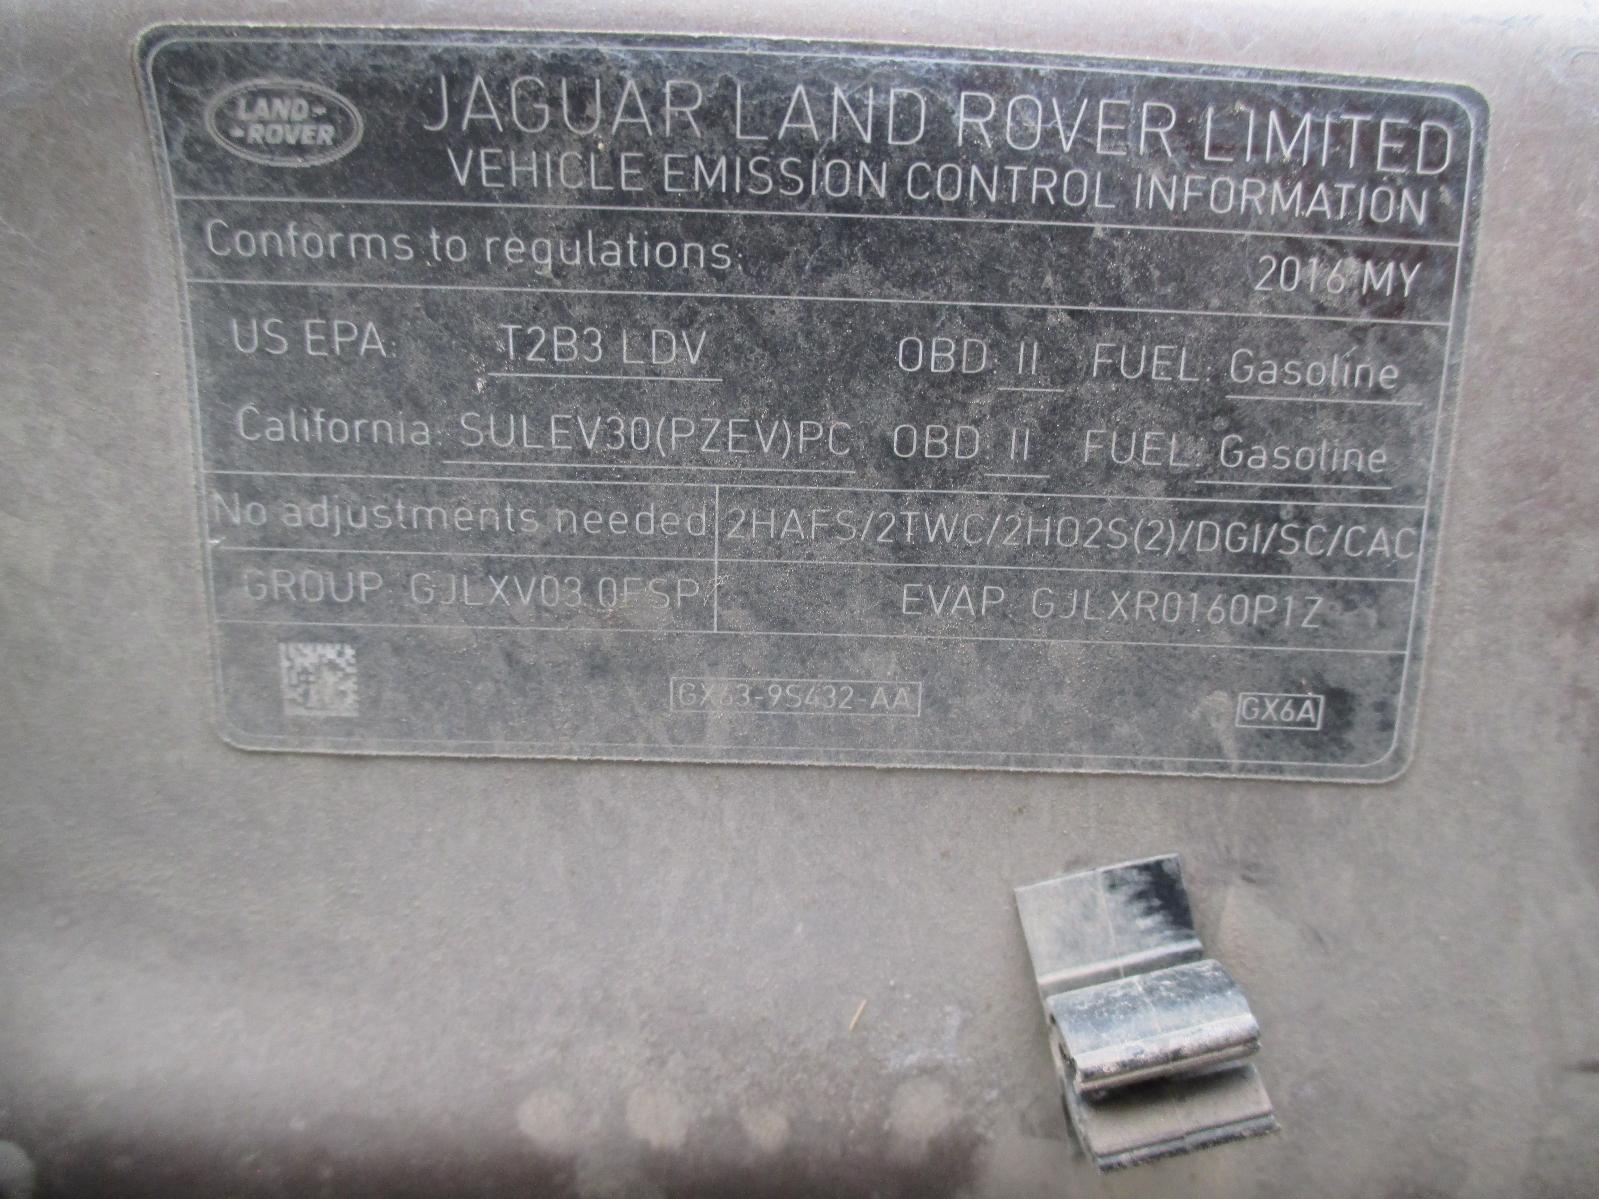 LAND-
-ROVER
JAGUAR LAND ROVER LIMITED
VEHICLE EMISSION CONTROL INFORMATION
Conforms to regulations: 2016 MY
US EPA: T2B3 LDV OBD: II FUEL: Gasoline
California: SULEV30(PZEV)PC OBD: II FUEL: Gasoline
No adjustments needed 2HAFS/2TWC/2HO2S(2)/DGI/SC/CAC
GROUP: EVAP: GJLXR0160P1Z
GX63-9S432-AA GX6A